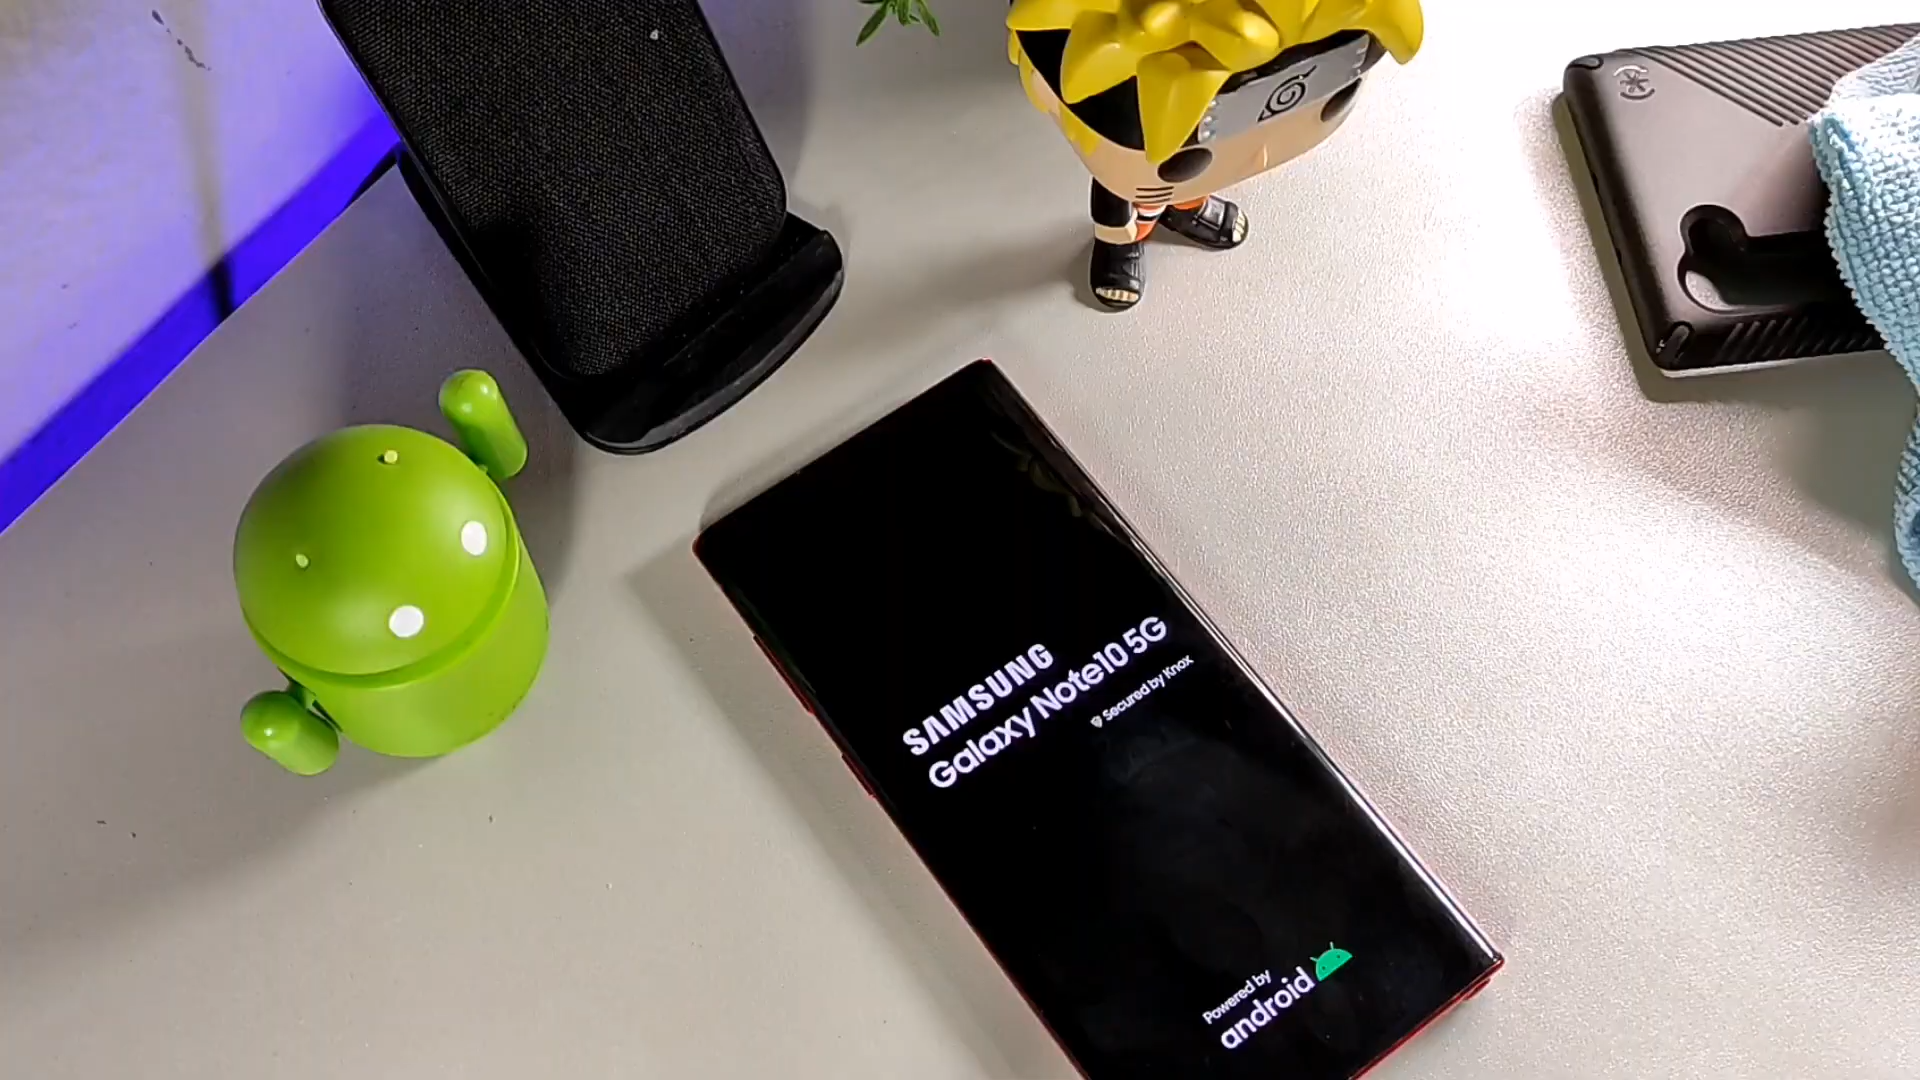 SAMSUNG
Galaxy Note10 5G
Secured by Knox
Powered by
android